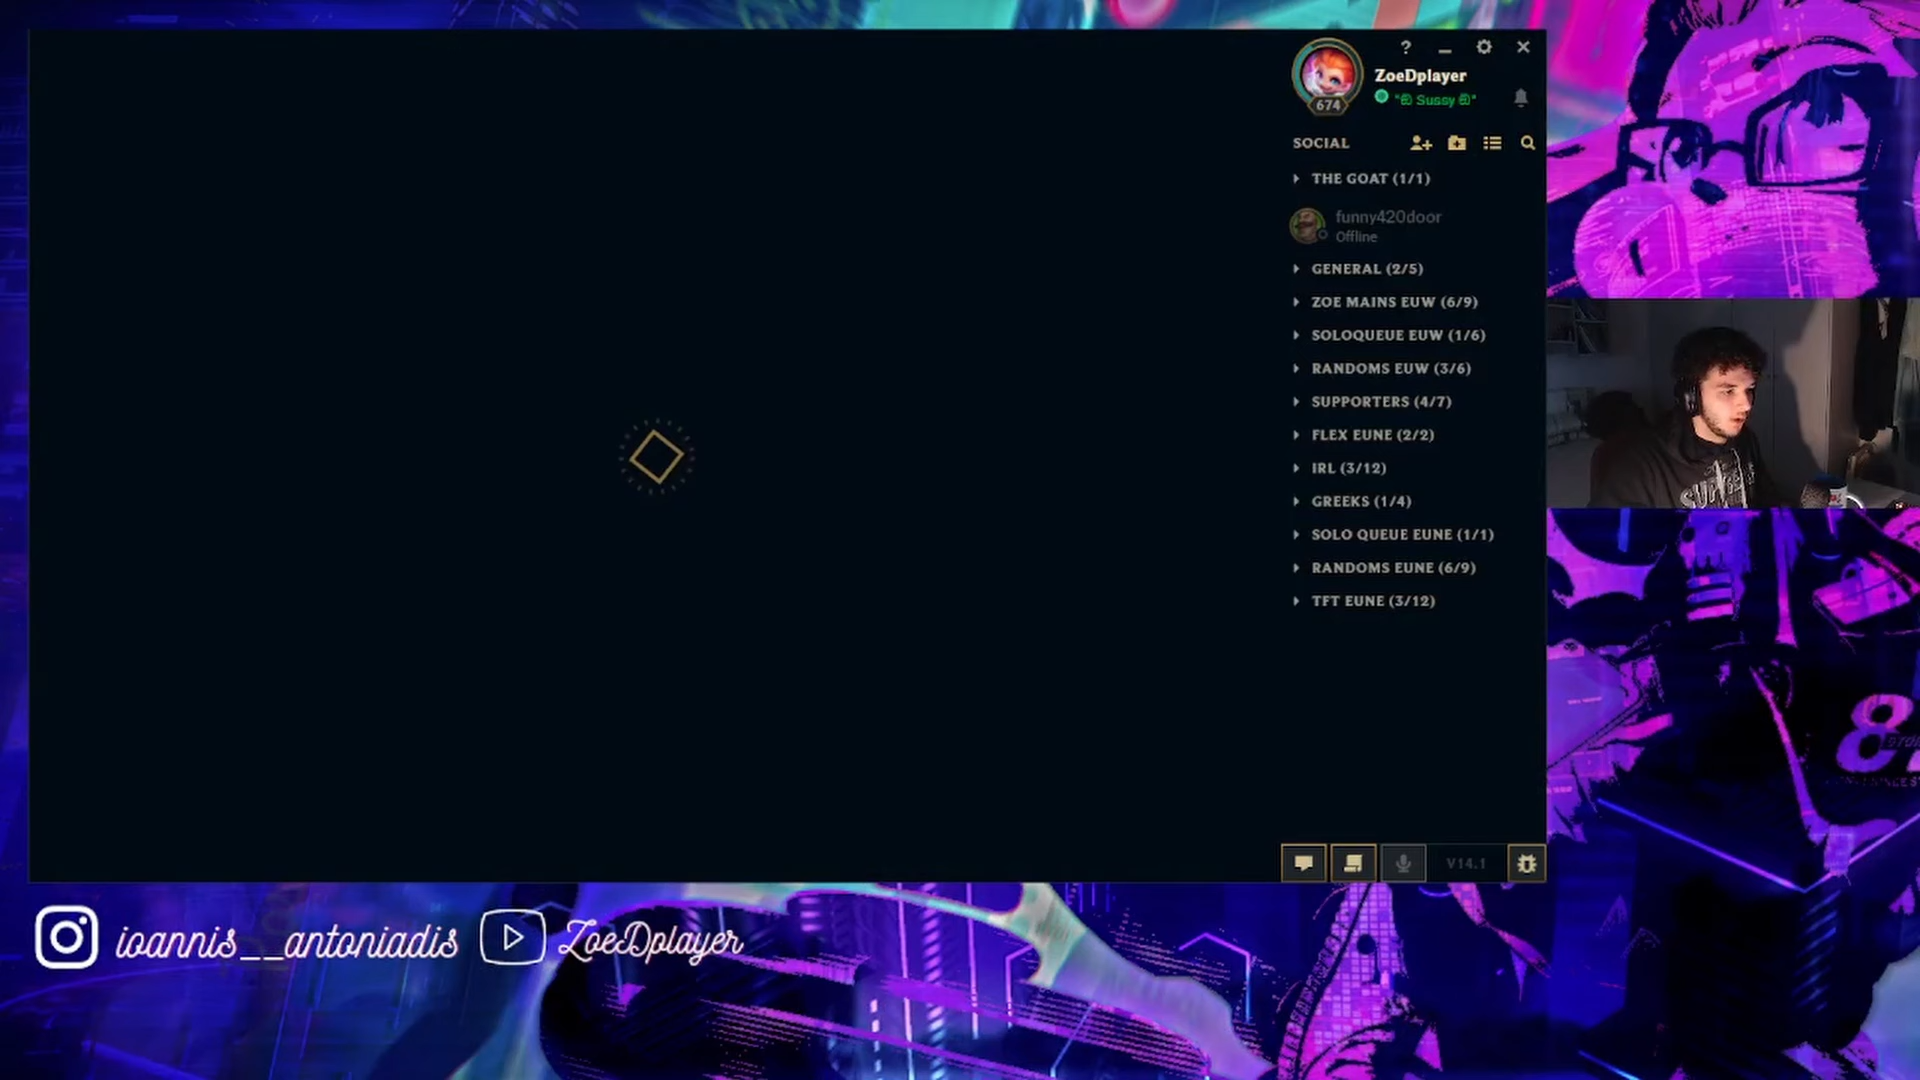 ZoeDplayer
674
"🎲 Sussy 🎲"
SOCIAL
THE GOAT (1/1)
funny420door
Offline
GENERAL (2/5)
ZOE MAINS EUW (6/9)
SOLOQUEUE EUW (1/6)
RANDOMS EUW (3/6)
SUPPORTERS (4/7)
FLEX EUNE (2/2)
IRL (3/12)
GREEKS (1/4)
SOLO QUEUE EUNE (1/1)
RANDOMS EUNE (6/9)
TFT EUNE (3/12)
V14.1
ioannis__antoniadis
ZoeDplayer